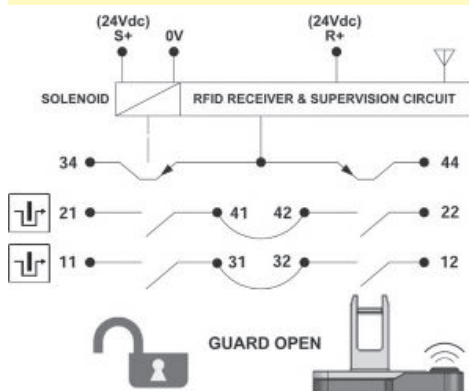 (24Vdc) (24Vdc)
S+ 0V R+
SOLENOID RFID RECEIVER & SUPERVISION CIRCUIT
34 44
21 41 42 22
11 31 32 12
GUARD OPEN